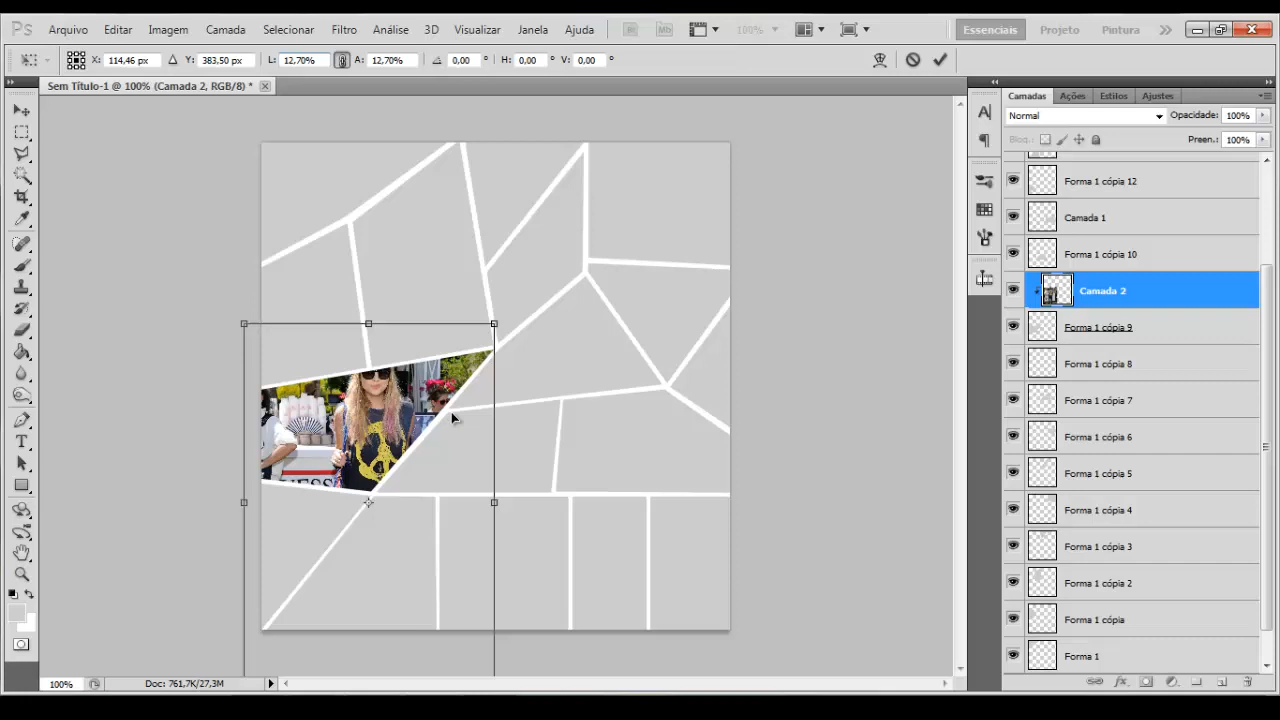 Ps Arquivo Editar Imagem Camada Selecionar Filtro Análise 3D Visualizar Janela Ajuda Br Mb 100% Essenciais Projeto Pintura
X: 114,46 px Y: 383,50 px L: 12,70% A: 12,70% 0,00 ° H: 0,00 ° V: 0,00 °
Sem Título-1 @ 100% (Camada 2, RGB/8) *
Camadas Ações Estilos Ajustes
Normal Opacidade: 100%
Bloq.: Preen.: 100%
Forma 1 cópia 12
Camada 1
Forma 1 cópia 10
Camada 2
Forma 1 cópia 9
Forma 1 cópia 8
Forma 1 cópia 7
Forma 1 cópia 6
Forma 1 cópia 5
Forma 1 cópia 4
Forma 1 cópia 3
Forma 1 cópia 2
Forma 1 cópia
Forma 1
100% Doc: 761,7K/27,3M